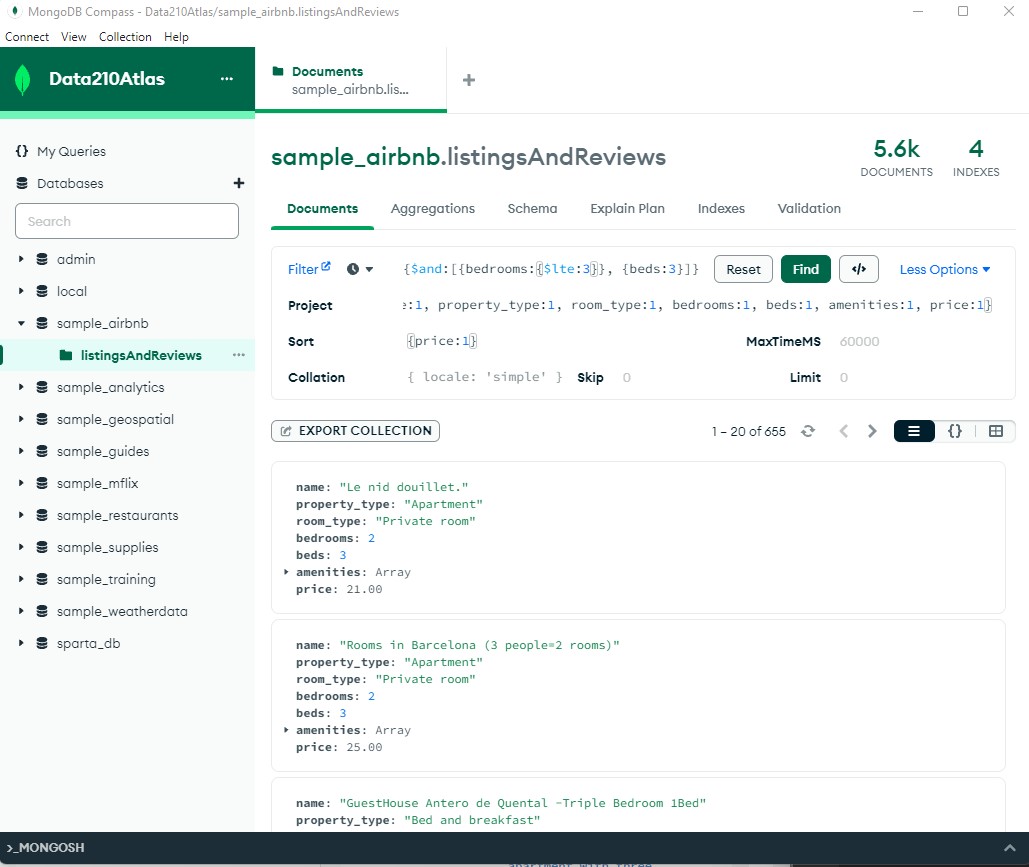 MongoDB Compass - Data210Atlas/sample_airbnb.listingsAndReviews
Connect View Collection Help
Data210Atlas ...
Documents
sample_airbnb.lis...
My Queries
Databases
Search
admin
local
sample_airbnb
listingsAndReviews
sample_analytics
sample_geospatial
sample_guides
sample_mflix
sample_restaurants
sample_supplies
sample_training
sample_weatherdata
sparta_db
sample_airbnb.listingsAndReviews
5.6k
DOCUMENTS
4
INDEXES
Documents Aggregations Schema Explain Plan Indexes Validation
Filter {$and:[{bedrooms:{$lte:3}}, {beds:3}]} Reset Find </> Less Options
Project e:1, property_type:1, room_type:1, bedrooms:1, beds:1, amenities:1, price:1}
Sort {price:1} MaxTimeMS 60000
Collation { locale: 'simple' } Skip 0 Limit 0
EXPORT COLLECTION 1 – 20 of 655 {}
name: "Le nid douillet."
property_type: "Apartment"
room_type: "Private room"
bedrooms: 2
beds: 3
amenities: Array
price: 21.00
name: "Rooms in Barcelona (3 people=2 rooms)"
property_type: "Apartment"
room_type: "Private room"
bedrooms: 2
beds: 3
amenities: Array
price: 25.00
name: "GuestHouse Antero de Quental -Triple Bedroom 1Bed"
property_type: "Bed and breakfast"
>_MONGOSH
apartment with three